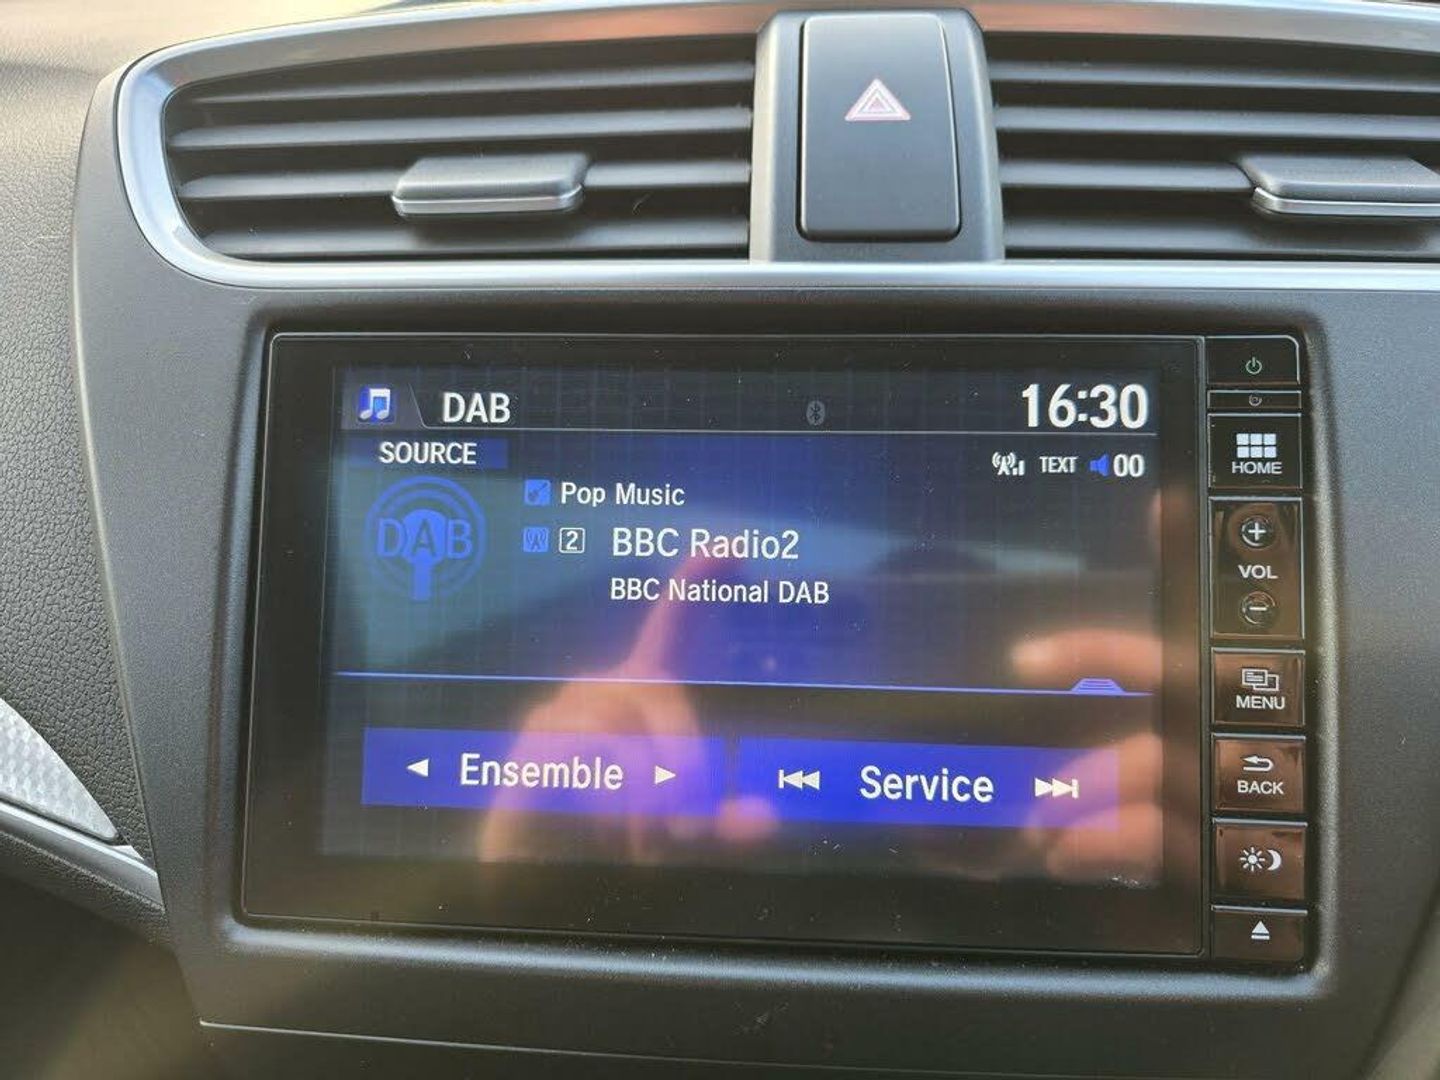 DAB 16:30
SOURCE
TEXT 00
DAB
Pop Music
2 BBC Radio2
BBC National DAB
Ensemble
Service
HOME
+
VOL
−
MENU
BACK